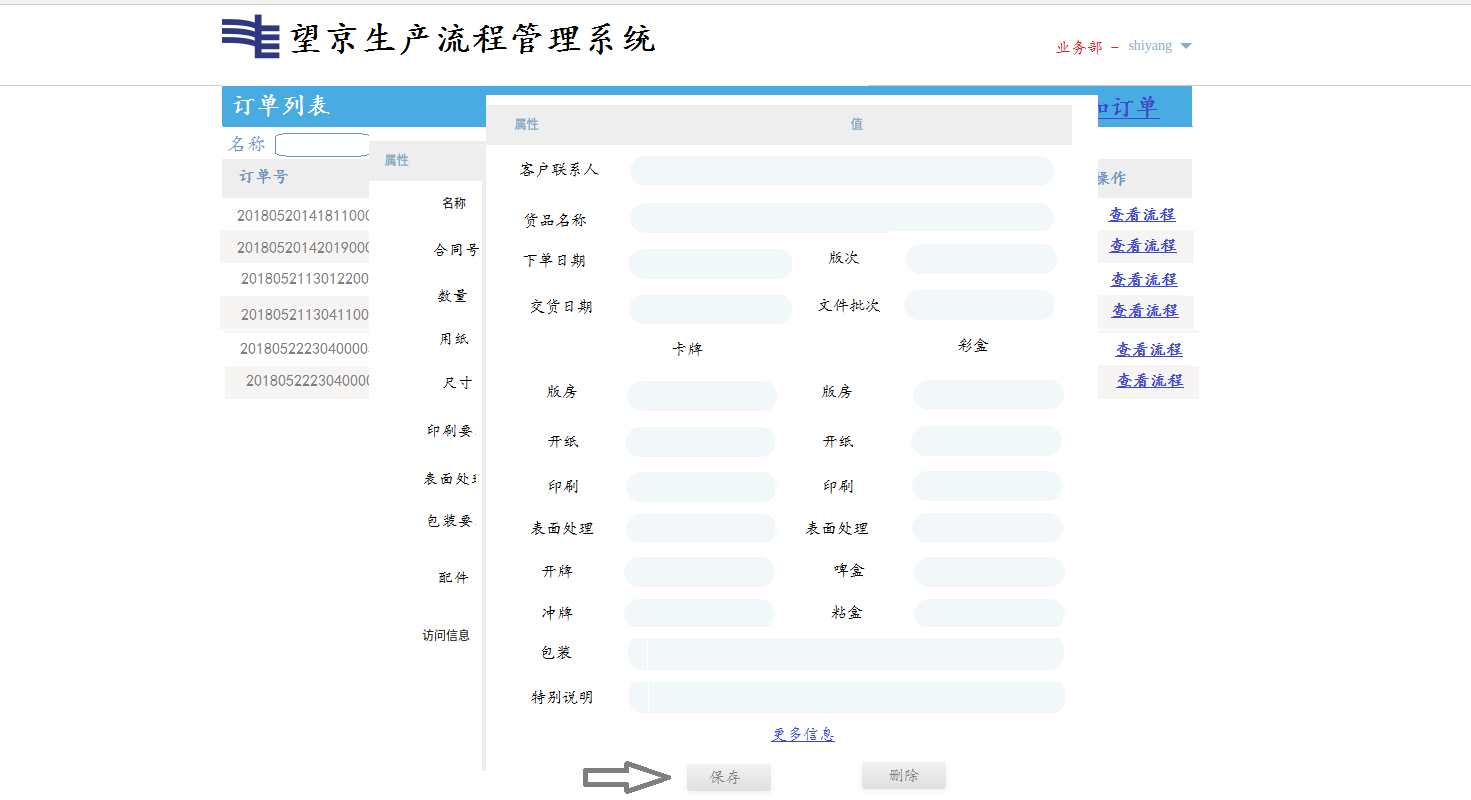 望京生产流程管理系统
业务部 – shiyang
订单列表
加订单
名称
属性 值
属性
订单号
操作
客户联系人
货品名称
下单日期 版次
交货日期 文件批次
卡牌 彩盒
版房 版房
开纸 开纸
印刷 印刷
表面处理 表面处理
开牌 啤盒
冲牌 粘盒
包装
特别说明
更多信息
保存 删除
名称
合同号
数量
用纸
尺寸
印刷要
表面处理
包装要
配件
访问信息
20180520141811000
20180520142019000
2018052113012200
2018052113041100
2018052223040000
2018052223040000
查看流程
查看流程
查看流程
查看流程
查看流程
查看流程